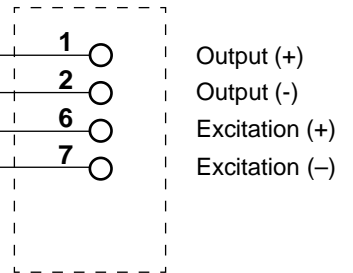 1 Output (+)
2 Output (-)
6 Excitation (+)
7 Excitation (–)